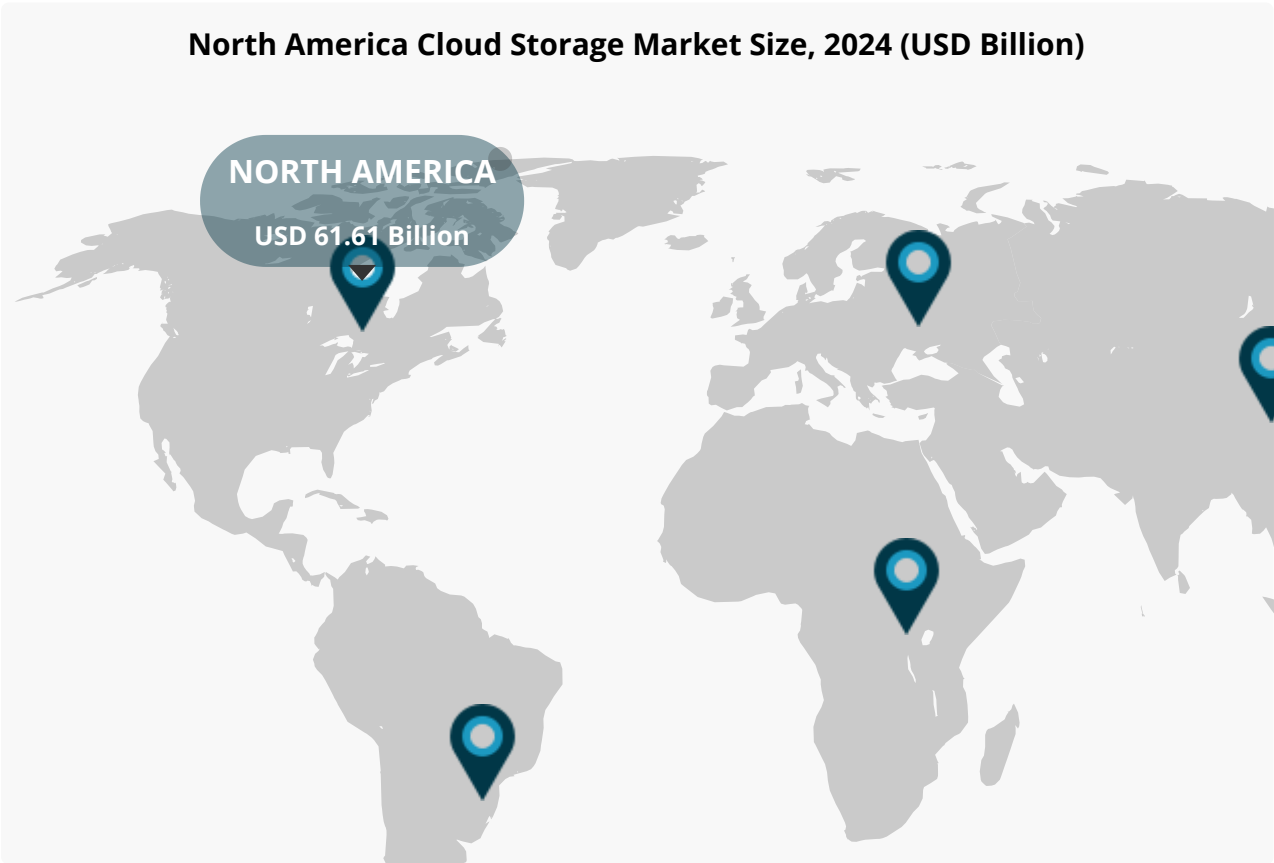 North America Cloud Storage Market Size, 2024 (USD Billion)
NORTH AMERICA
USD 61.61 Billion